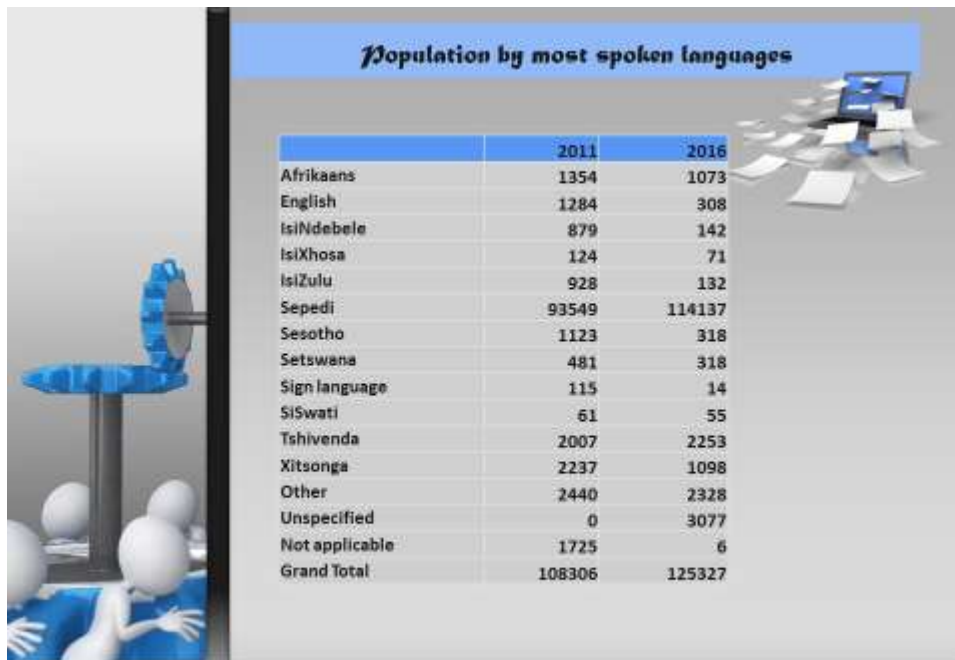 Population by most spoken languages
2011 2016
Afrikaans 1354 1073
English 1284 308
IsiNdebele 879 142
IsiXhosa 124 71
IsiZulu 928 132
Sepedi 93549 114137
Sesotho 1123 318
Setswana 481 318
Sign language 115 14
SiSwati 61 55
Tshivenda 2007 2253
Xitsonga 2237 1098
Other 2440 2328
Unspecified 0 3077
Not applicable 1725 6
Grand Total 108306 125327